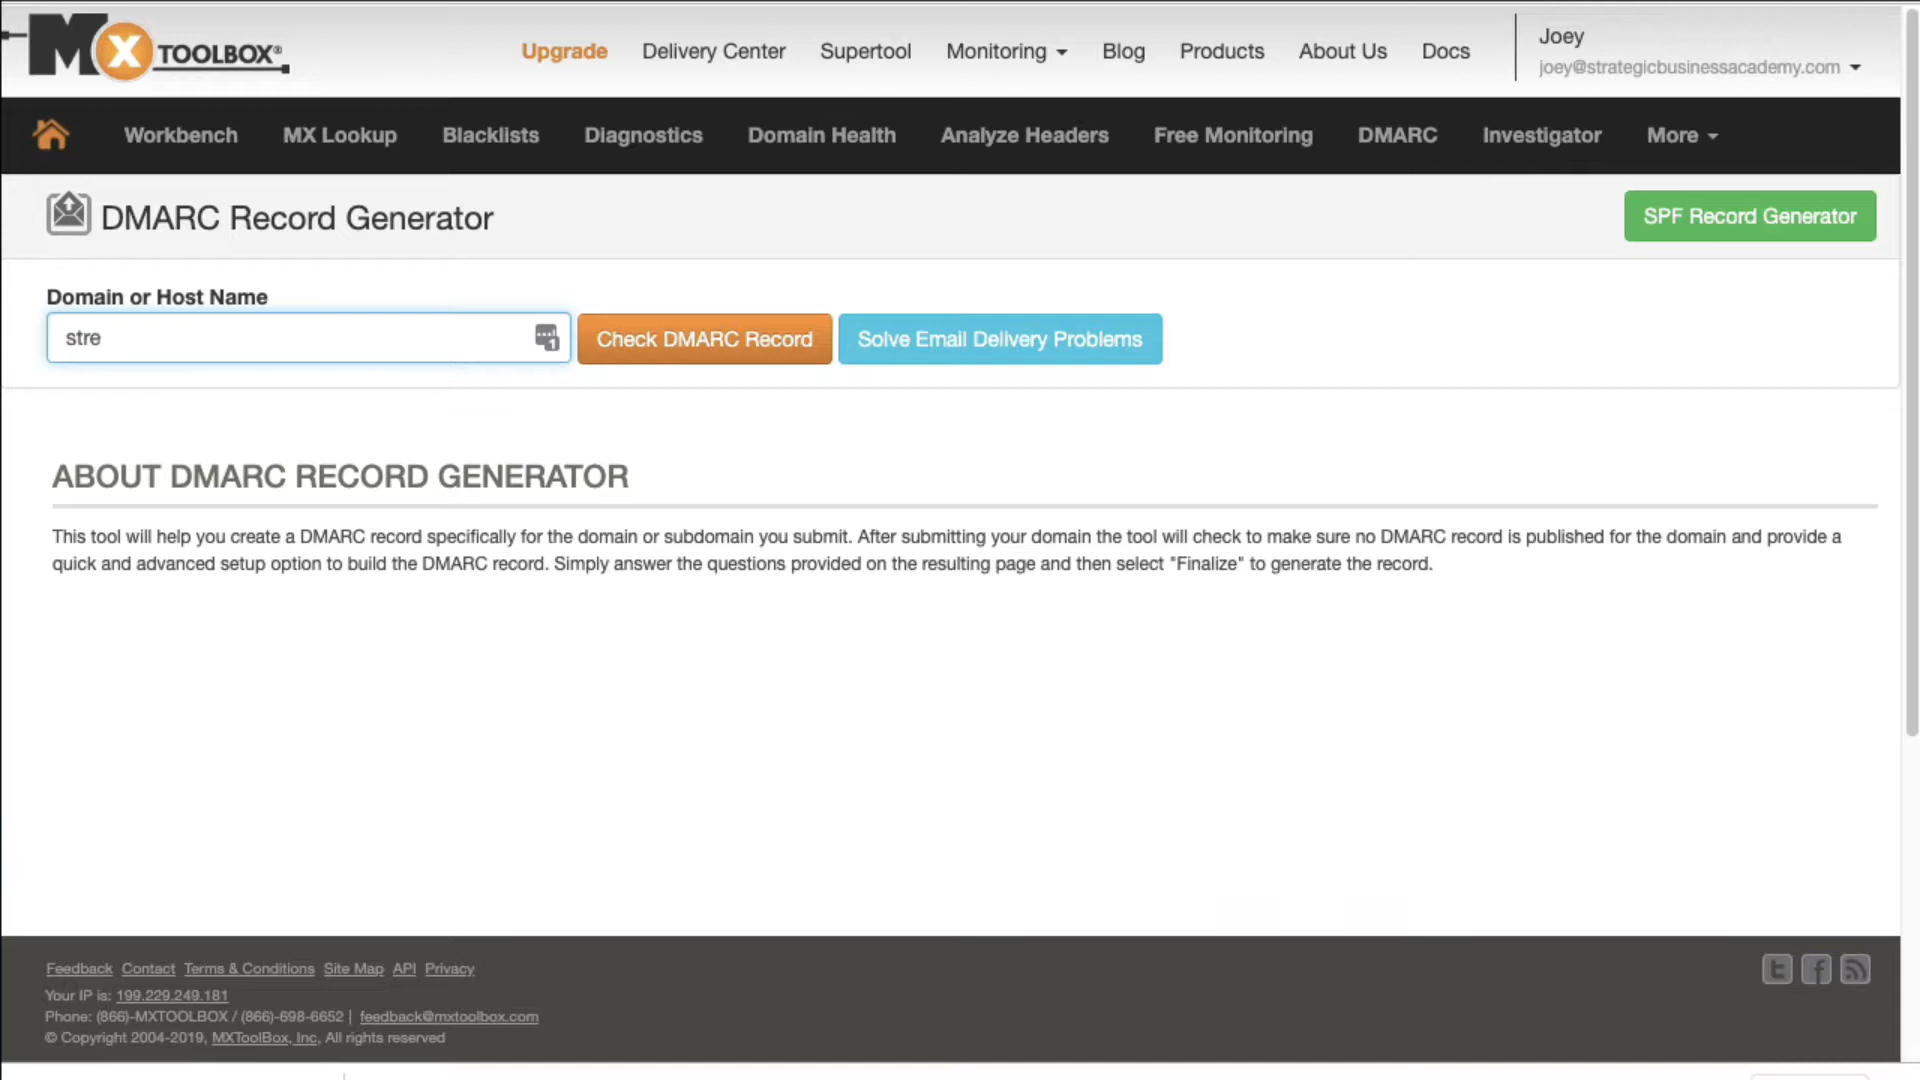 MX TOOLBOX®
Upgrade Delivery Center Supertool Monitoring Blog Products About Us Docs
Joey
joey@strategicbusinessacademy.com
Workbench MX Lookup Blacklists Diagnostics Domain Health Analyze Headers Free Monitoring DMARC Investigator More
DMARC Record Generator
SPF Record Generator
Domain or Host Name
stre
1
Check DMARC Record
Solve Email Delivery Problems
ABOUT DMARC RECORD GENERATOR
This tool will help you create a DMARC record specifically for the domain or subdomain you submit. After submitting your domain the tool will check to make sure no DMARC record is published for the domain and provide a
quick and advanced setup option to build the DMARC record. Simply answer the questions provided on the resulting page and then select "Finalize" to generate the record.
Feedback Contact Terms & Conditions Site Map API Privacy
Your IP is: 199.229.249.181
Phone: (866)-MXTOOLBOX / (866)-698-6652 | feedback@mxtoolbox.com
© Copyright 2004-2019, MXToolBox, Inc, All rights reserved